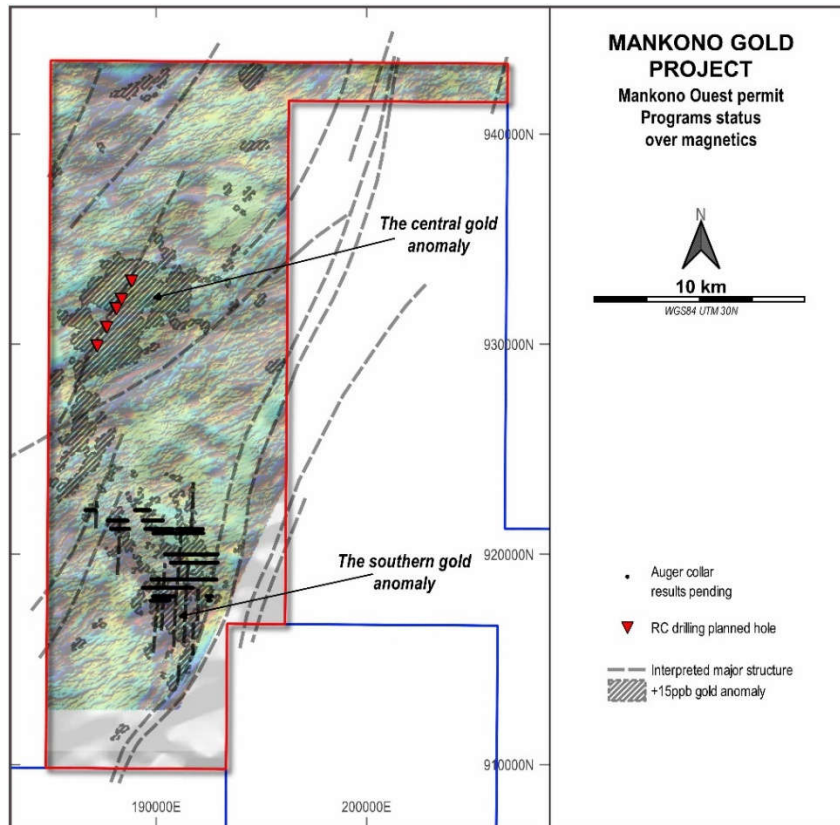 MANKONO GOLD
PROJECT
Mankono Ouest permit
Programs status
over magnetics
N
10 km
WGS84 UTM 30N
940000N
The central gold
anomaly
930000N
920000N
The southern gold
anomaly
Auger collar
results pending
RC drilling planned hole
Interpreted major structure
+15ppb gold anomaly
910000N
190000E
200000E